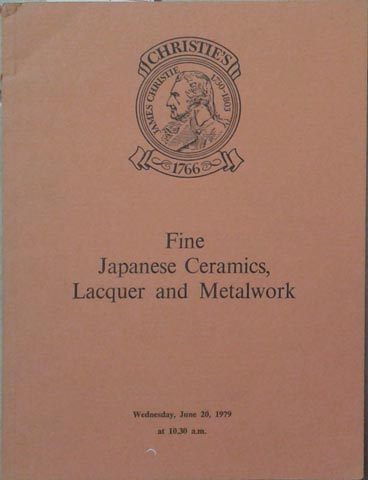 CHRISTIE'S
JAMES CHRISTIE 1730-1803
1766
Fine
Japanese Ceramics,
Lacquer and Metalwork
Wednesday, June 20, 1979
at 10.30 a.m.